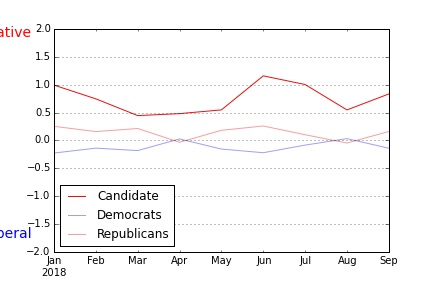 ative
2.0
1.5
1.0
0.5
0.0
−0.5
−1.0
−1.5
−2.0
beral
Candidate
Democrats
Republicans
Jan Feb Mar Apr May Jun Jul Aug Sep
2018